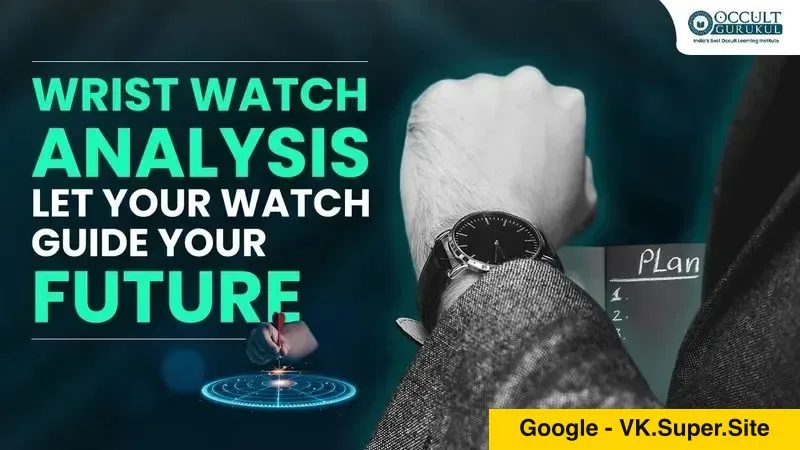 OCCULT
GURUKUL
India's Best Occult Learning Institute
WRIST WATCH
ANALYSIS
LET YOUR WATCH
GUIDE YOUR
FUTURE
PLan
1.
2.
3.
Google - VK.Super.Site